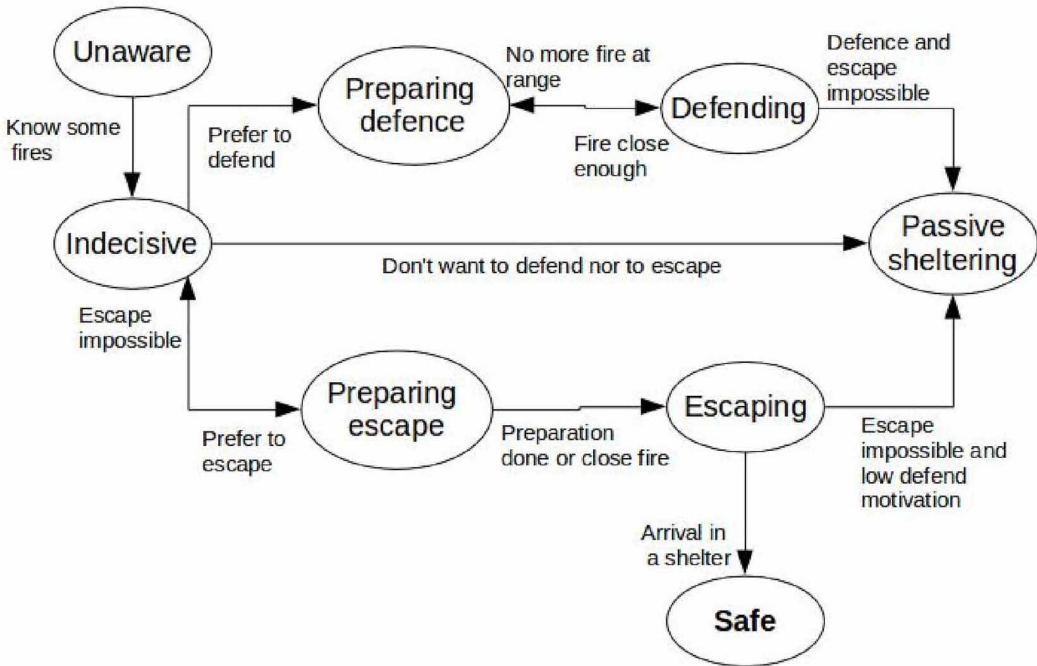 Unaware
Know some
fires
Indecisive
Prefer to
defend
Preparing
defence
No more fire at
range
Fire close
enough
Defending
Defence and
escape
impossible
Passive
sheltering
Don't want to defend nor to escape
Escape
impossible
Prefer to
escape
Preparing
escape
Preparation
done or close fire
Escaping
Escape
impossible and
low defend
motivation
Arrival in
a shelter
Safe